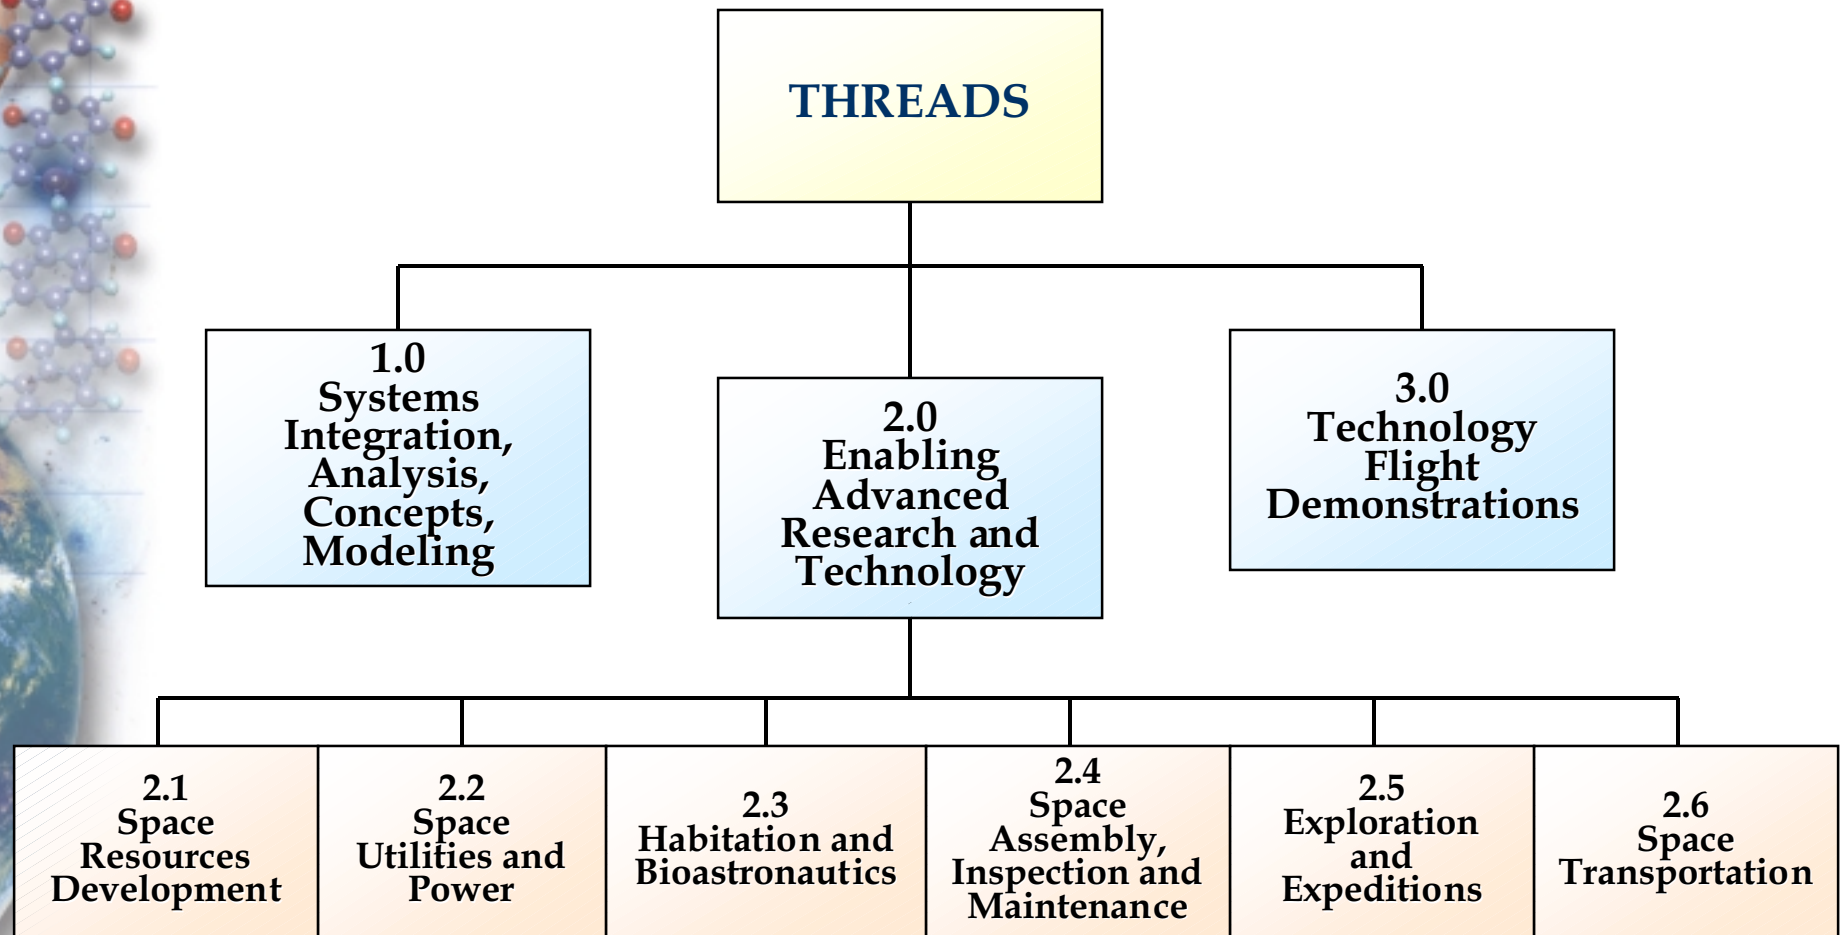 THREADS
1.0
Systems
Integration,
Analysis,
Concepts,
Modeling
2.0
Enabling
Advanced
Research and
Technology
3.0
Technology
Flight
Demonstrations
2.1
Space
Resources
Development
2.2
Space
Utilities and
Power
2.3
Habitation and
Bioastronautics
2.4
Space
Assembly,
Inspection and
Maintenance
2.5
Exploration
and
Expeditions
2.6
Space
Transportation